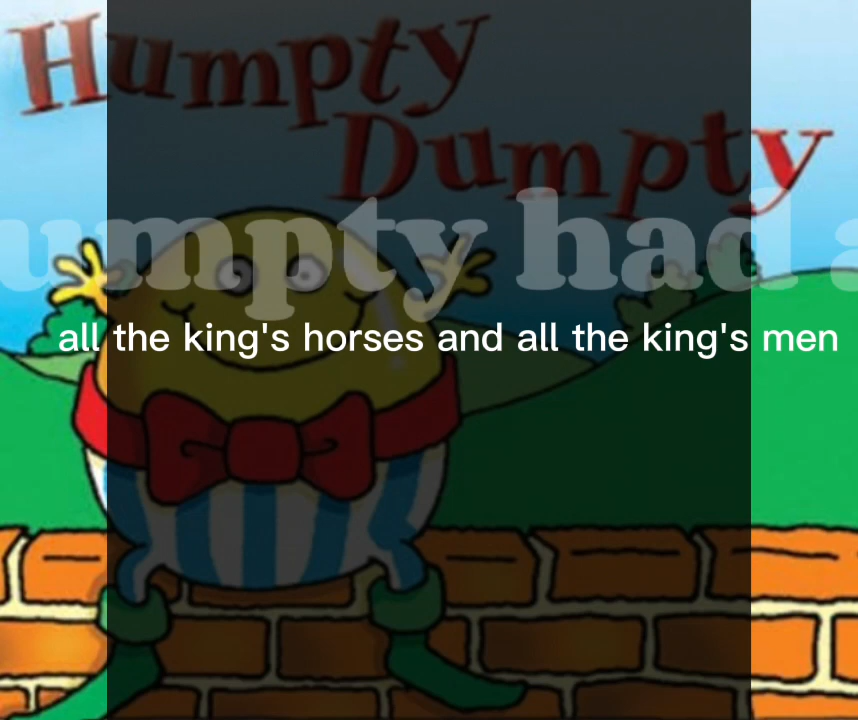 Humpty
Dumpty
umpty had a
all the king's horses and all the king's men